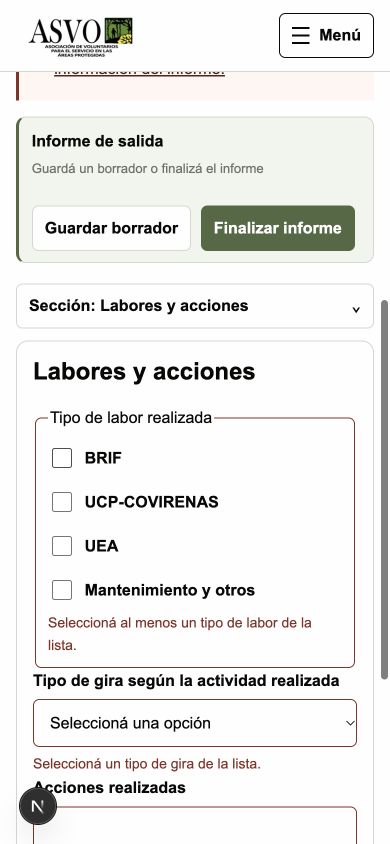 ASVO
ASOCIACIÓN DE VOLUNTARIOS
PARA EL SERVICIO EN LAS
ÁREAS PROTEGIDAS
Menú
información del informe.
Informe de salida
Guardá un borrador o finalizá el informe
Guardar borrador
Finalizar informe
Sección: Labores y acciones
Labores y acciones
Tipo de labor realizada
BRIF
UCP-COVIRENAS
UEA
Mantenimiento y otros
Seleccioná al menos un tipo de labor de la
lista.
Tipo de gira según la actividad realizada
Seleccioná una opción
Seleccioná un tipo de gira de la lista.
Acciones realizadas
N